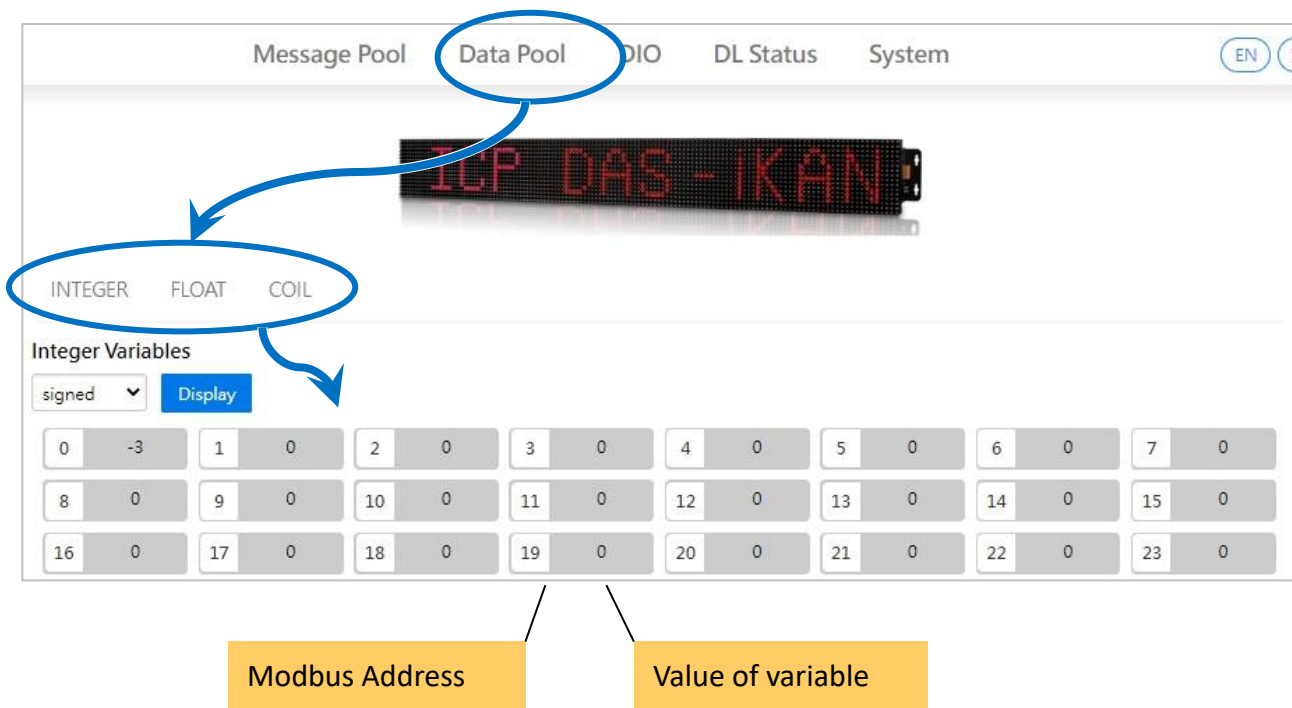 Message Pool Data Pool DIO DL Status System EN
ICP DAS - iKAN
INTEGER FLOAT COIL
Integer Variables
signed Display
0 -3 1 0 2 0 3 0 4 0 5 0 6 0 7 0
8 0 9 0 10 0 11 0 12 0 13 0 14 0 15 0
16 0 17 0 18 0 19 0 20 0 21 0 22 0 23 0
Modbus Address Value of variable